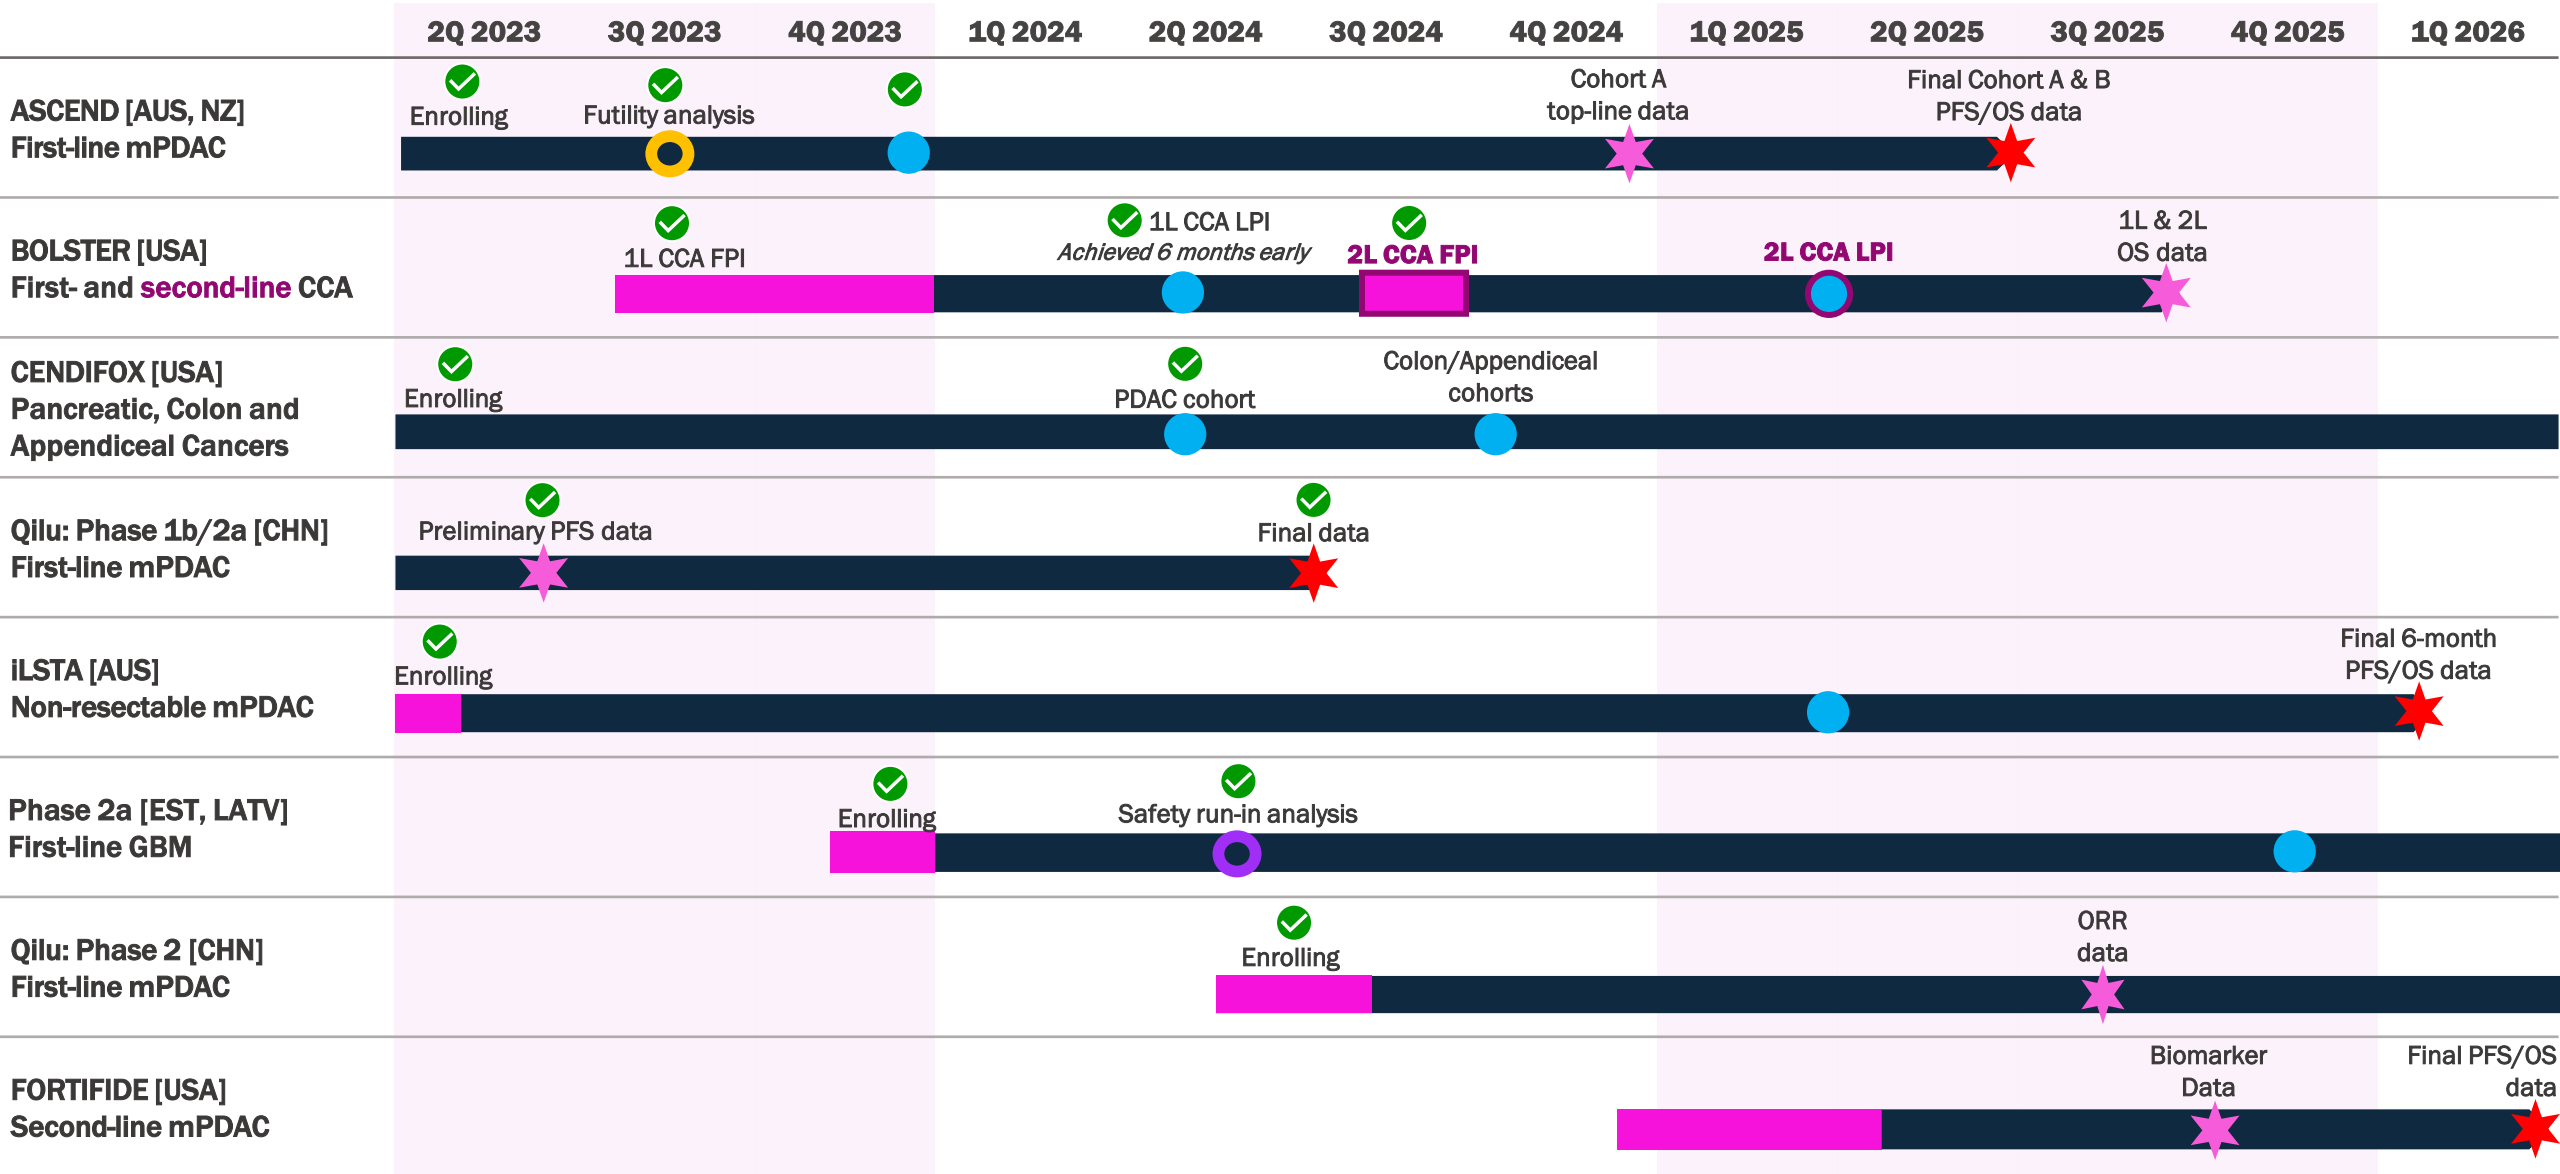 2Q 2023 3Q 2023 4Q 2023 1Q 2024 2Q 2024 3Q 2024 4Q 2024 1Q 2025 2Q 2025 3Q 2025 4Q 2025 1Q 2026
ASCEND [AUS, NZ]
First-line mPDAC
Enrolling
Futility analysis
Cohort A
top-line data
Final Cohort A & B
PFS/OS data
BOLSTER [USA]
First- and second-line CCA
1L CCA FPI
1L CCA LPI
Achieved 6 months early
2L CCA FPI
2L CCA LPI
1L & 2L
OS data
CENDIFOX [USA]
Pancreatic, Colon and
Appendiceal Cancers
Enrolling
PDAC cohort
Colon/Appendiceal
cohorts
Qilu: Phase 1b/2a [CHN]
First-line mPDAC
Preliminary PFS data
Final data
iLSTA [AUS]
Non-resectable mPDAC
Enrolling
Final 6-month
PFS/OS data
Phase 2a [EST, LATV]
First-line GBM
Enrolling
Safety run-in analysis
Qilu: Phase 2 [CHN]
First-line mPDAC
Enrolling
ORR
data
FORTIFIDE [USA]
Second-line mPDAC
Biomarker
Data
Final PFS/OS
data